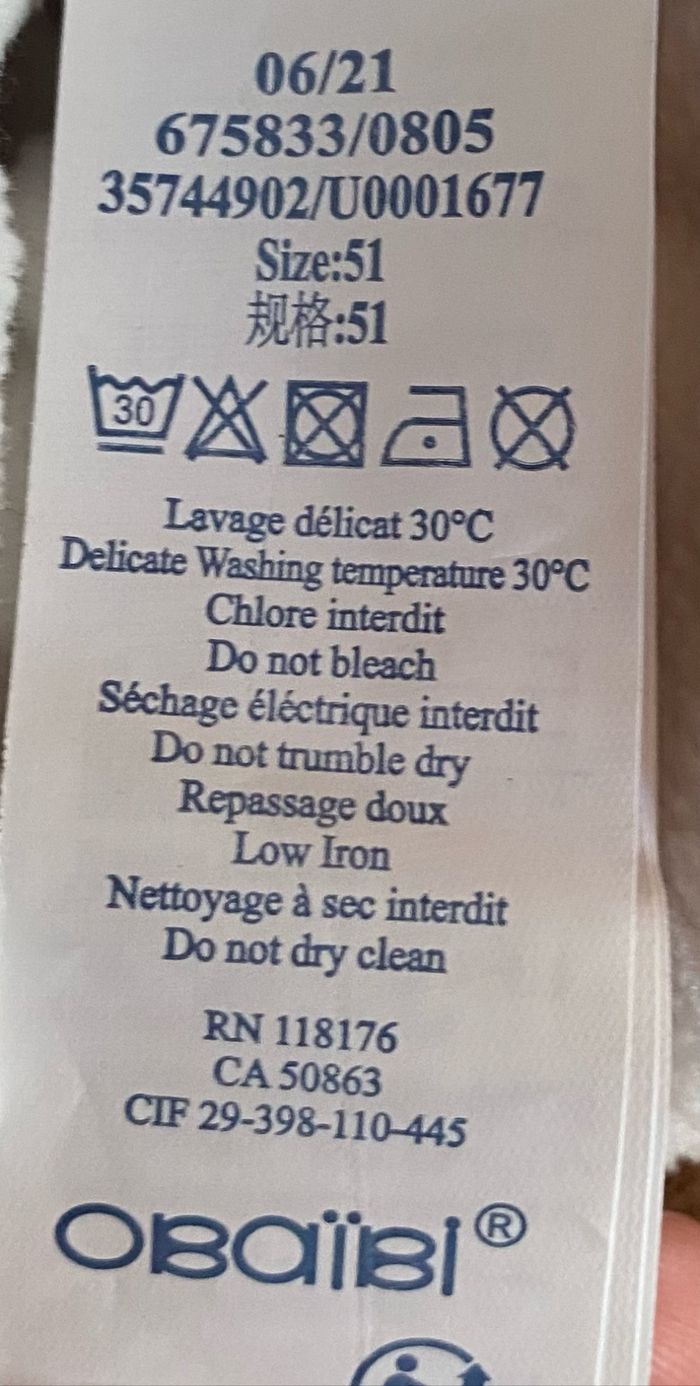 06/21
675833/0805
35744902/U0001677
Size:51
规格:51
30
Lavage délicat 30°C
Delicate Washing temperature 30°C
Chlore interdit
Do not bleach
Séchage éléctrique interdit
Do not trumble dry
Repassage doux
Low Iron
Nettoyage à sec interdit
Do not dry clean
RN 118176
CA 50863
CIF 29-398-110-445
OBAÏBI®